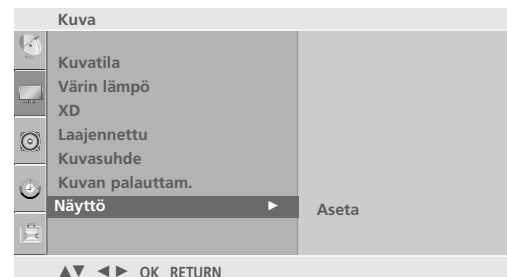 Kuva
Kuvatila
Värin lämpö
XD
Laajennettu
Kuvasuhde
Kuvan palauttam.
Näyttö ► Aseta
▲▼ ◄► OK RETURN